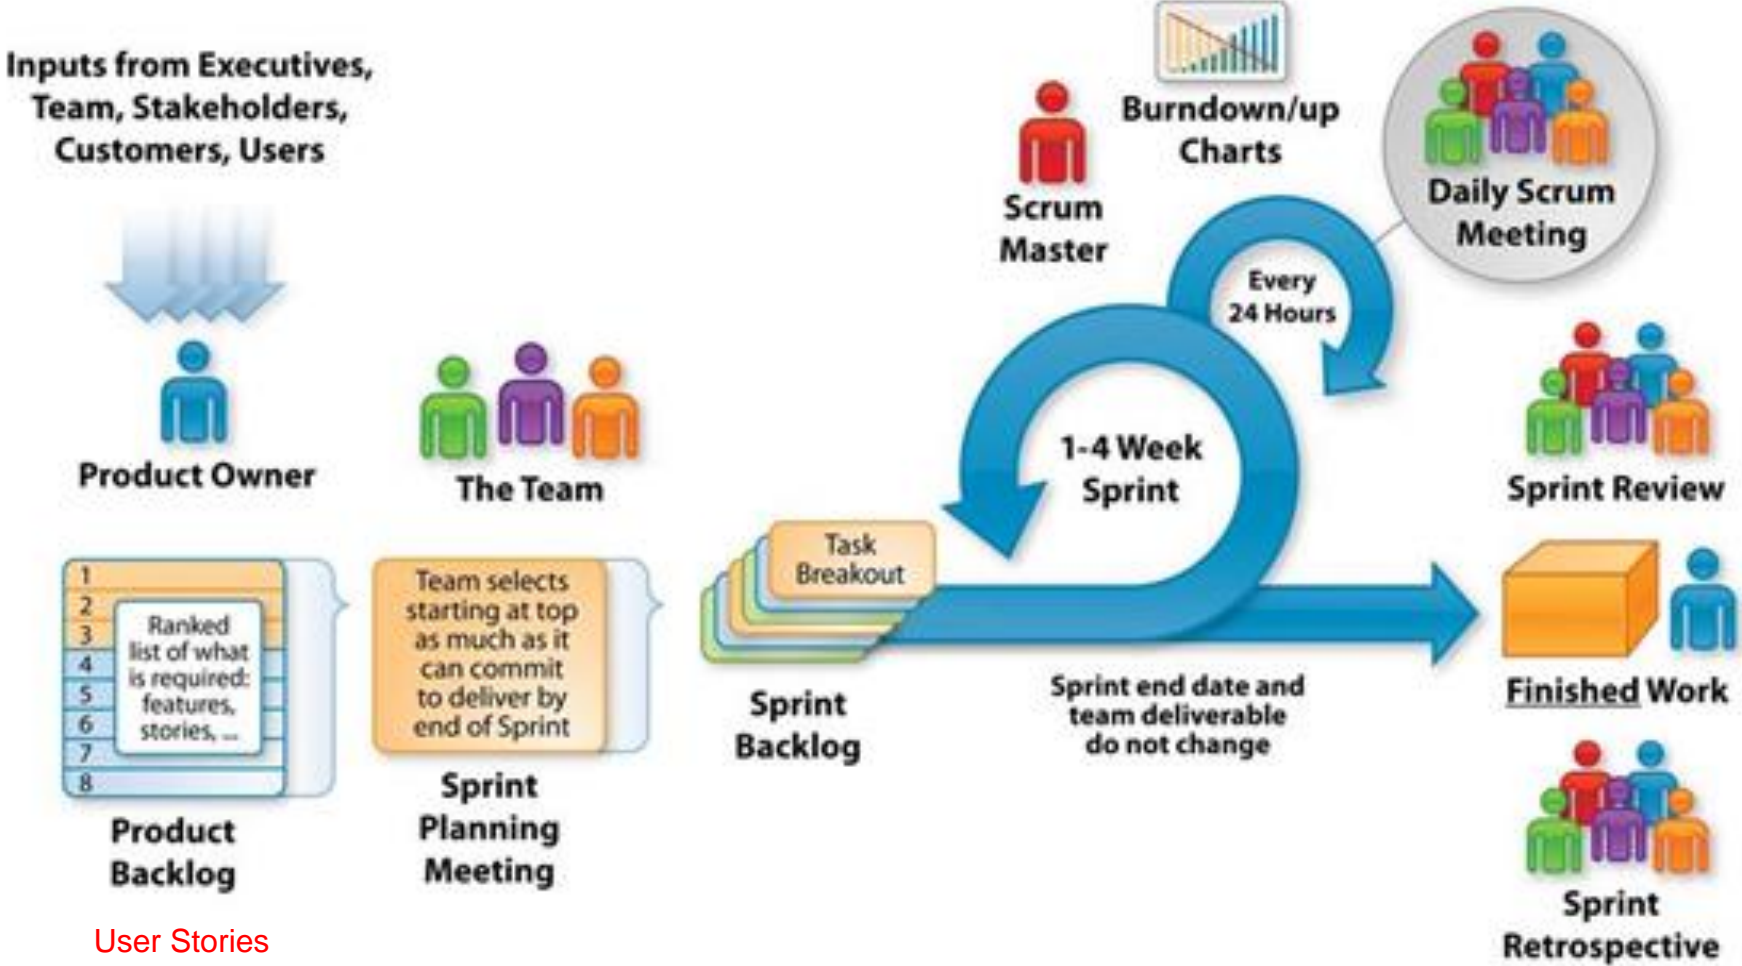 Inputs from Executives,
Team, Stakeholders,
Customers, Users
Product Owner
The Team
1
2
3
4
5
6
7
8
Ranked
list of what
is required:
features,
stories, ...
Product
Backlog
User Stories
Team selects
starting at top
as much as it
can commit
to deliver by
end of Sprint
Sprint
Planning
Meeting
Task
Breakout
Sprint
Backlog
Scrum
Master
Burndown/up
Charts
Daily Scrum
Meeting
Every
24 Hours
1-4 Week
Sprint
Sprint end date and
team deliverable
do not change
Sprint Review
Finished Work
Sprint
Retrospective